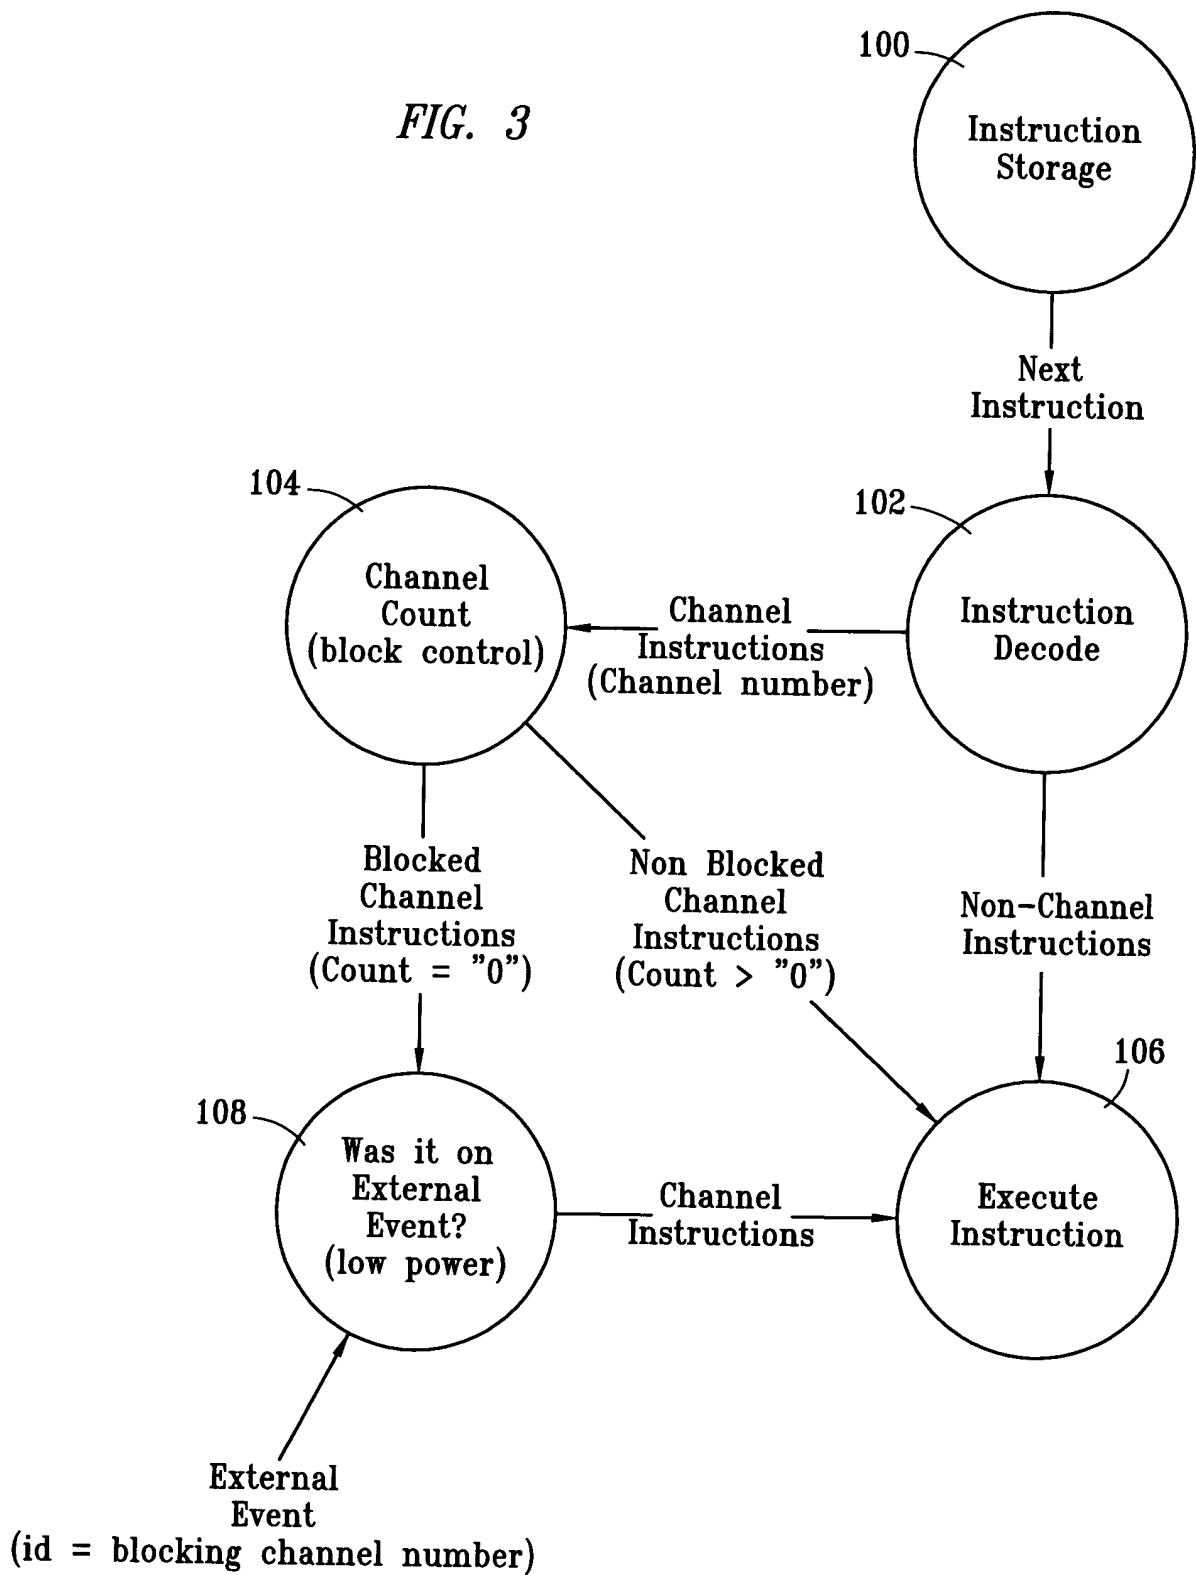 100
FIG. 3
Instruction
Storage
Next
Instruction
104
102
Channel
Count
(block control)
Channel
Instructions
(Channel number)
Instruction
Decode
Blocked
Channel
Instructions
(Count = "0")
Non Blocked
Channel
Instructions
(Count > "0")
Non-Channel
Instructions
106
108
Was it on
External
Event?
(low power)
Channel
Instructions
Execute
Instruction
External
Event
(id = blocking channel number)